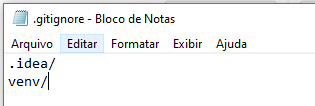 .gitignore - Bloco de Notas
Arquivo Editar Formatar Exibir Ajuda
.idea/
venv/